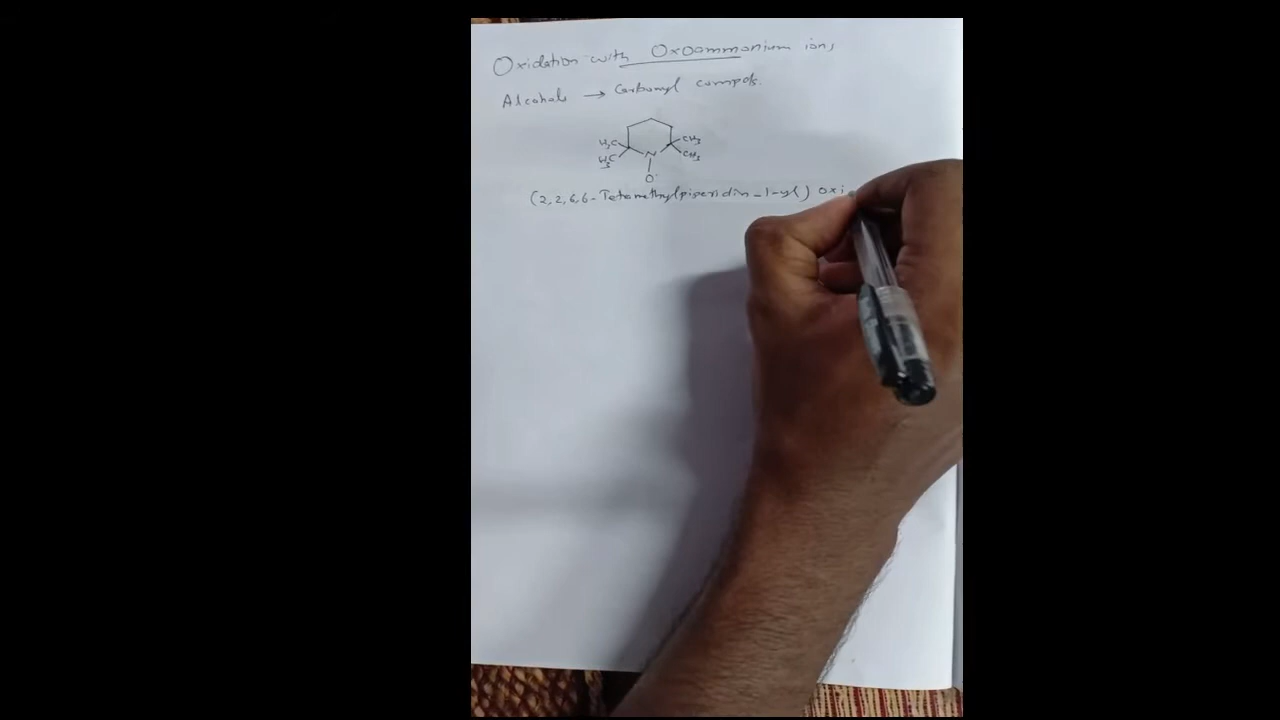 Oxidation with Oxoammonium ions
Alcohols → Carbonyl compds.
H3C CH3
H3C N CH3
O·
(2,2,6,6-Tetramethylpiperidin-1-yl) oxi